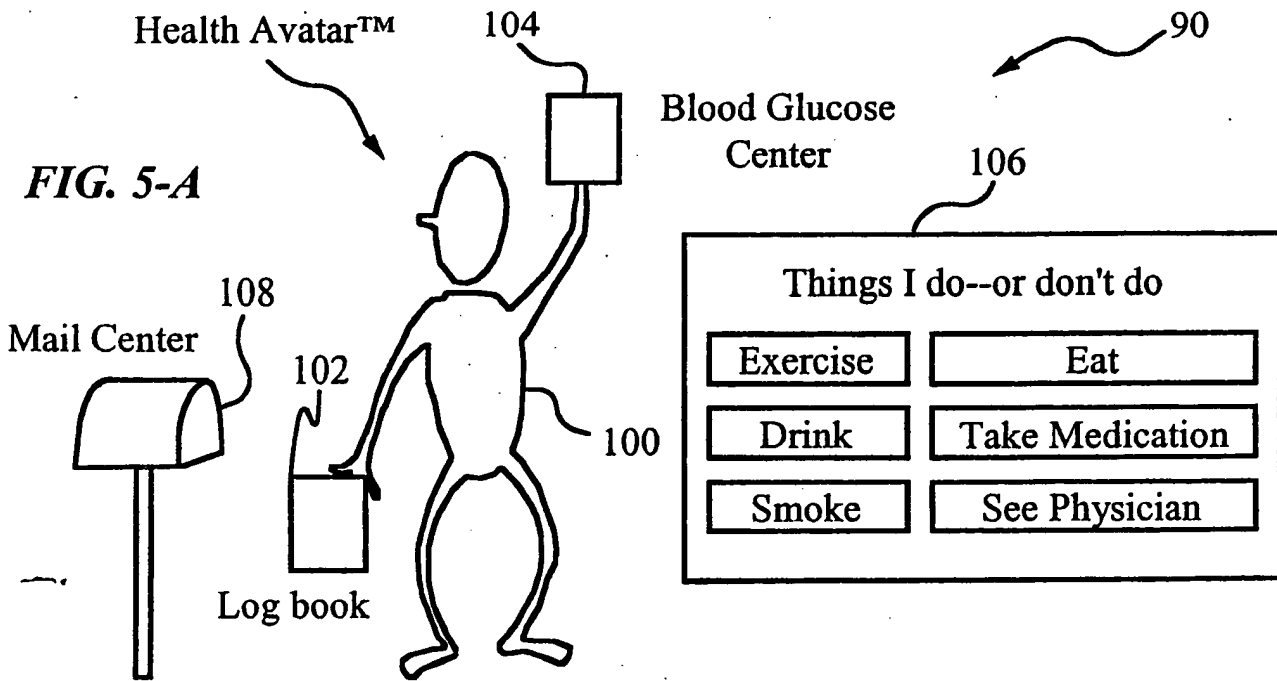 Health Avatar™
104
90
Blood Glucose
Center
FIG. 5-A
106
Things I do--or don't do
108
Mail Center
Exercise
Eat
102
100
Drink
Take Medication
Smoke
See Physician
Log book